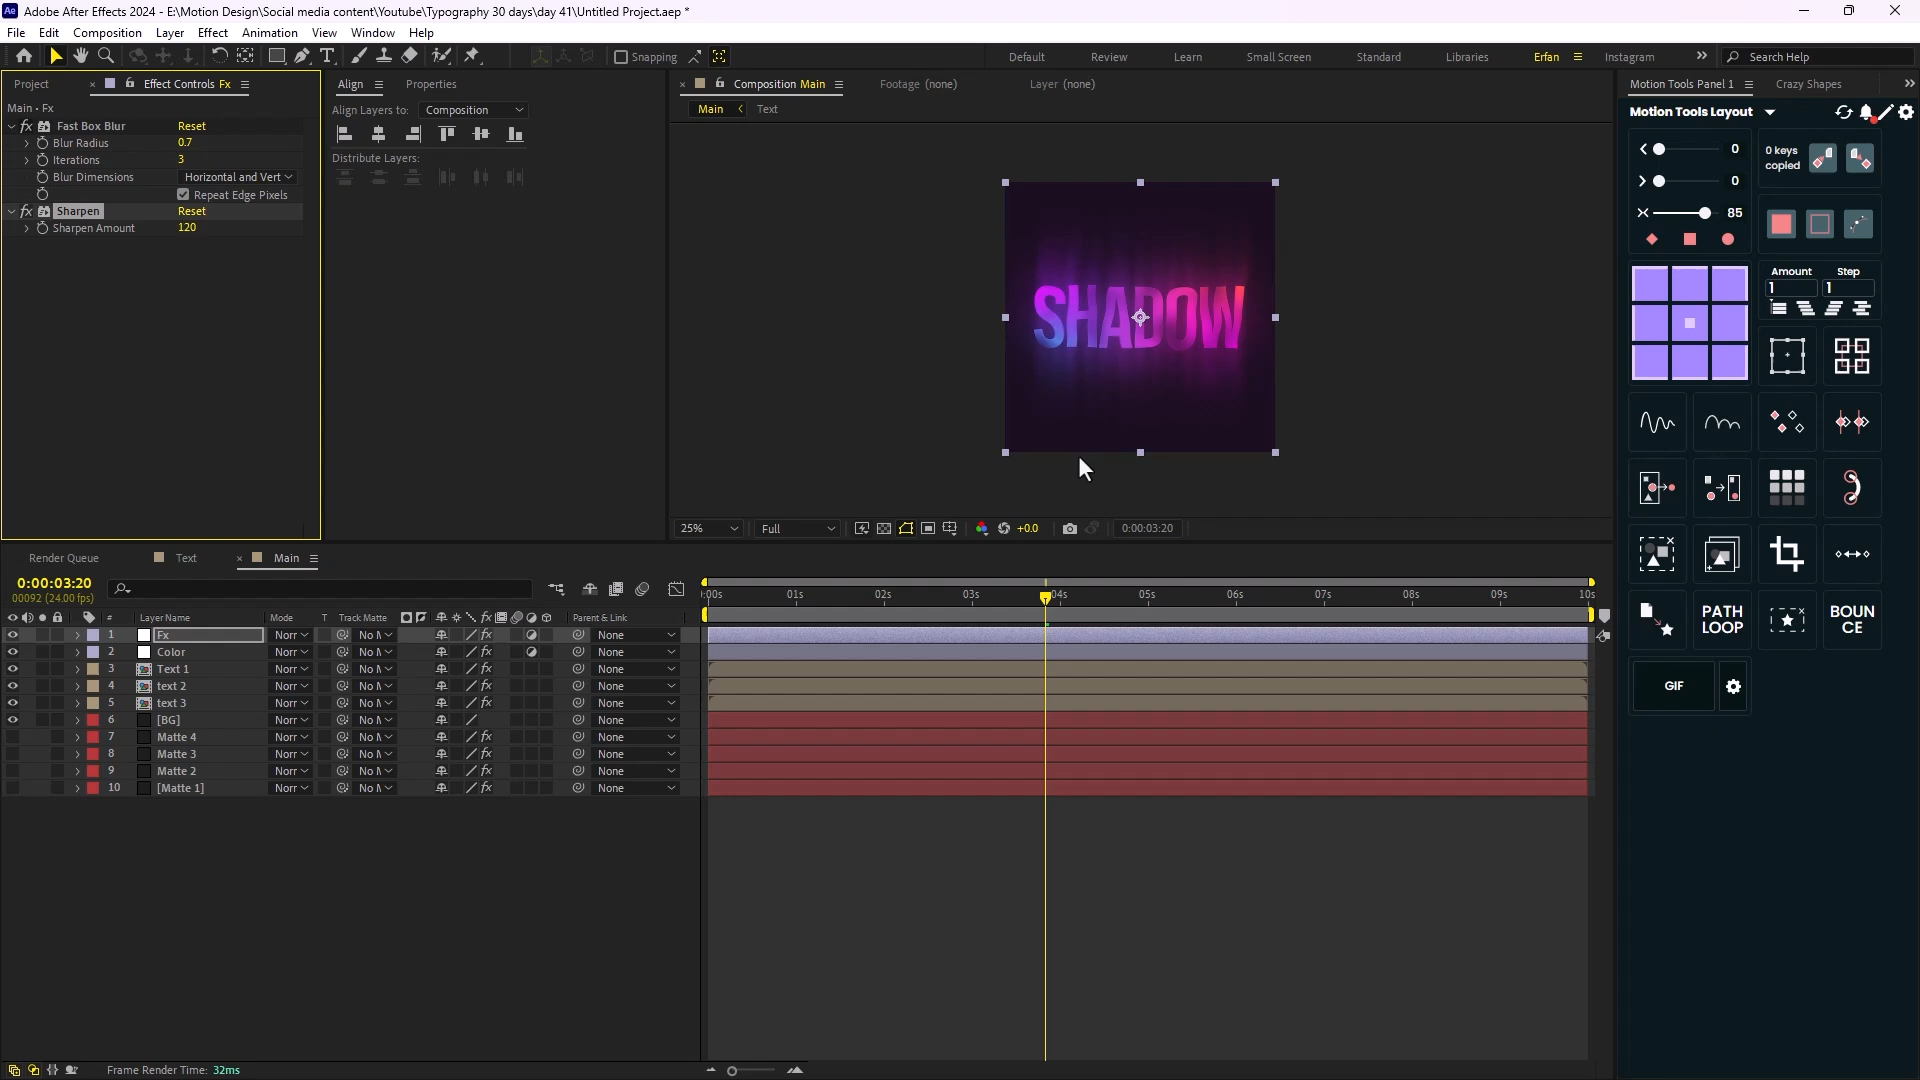 Ae Adobe After Effects 2024 - E:\Motion Design\Social media content\Youtube\Typography 30 days\day 41\Untitled Project.aep *
File Edit Composition Layer Effect Animation View Window Help
Snapping
Default Review Learn Small Screen Standard Libraries Erfan Instagram Search Help
Project Effect Controls Fx Align Properties Composition Main Footage (none) Layer (none) Motion Tools Panel 1 Crazy Shapes
Main • Fx
Fast Box Blur Reset
Blur Radius 0.7
Iterations 3
Blur Dimensions Horizontal and Vert
Repeat Edge Pixels
Sharpen Reset
Sharpen Amount 120
Align Layers to: Composition
Distribute Layers:
Main Text
SHADOW
25% Full +0.0 0:00:03:20
Motion Tools Layout
0
0 keys copied
0
85
Amount Step
1 1
PATH LOOP
BOUN CE
GIF
Render Queue Text Main
0:00:03:20
00092 (24.00 fps)
:00s 01s 02s 03s 04s 05s 06s 07s 08s 09s 10s
# Layer Name Mode T Track Matte fx Parent & Link
1 Fx Norr No M fx None
2 Color Norr No M None
3 Text 1 Norr No M fx None
4 text 2 Norr No M fx None
5 text 3 Norr No M fx None
6 [BG] Norr No M None
7 Matte 4 Norr No M fx None
8 Matte 3 Norr No M fx None
9 Matte 2 Norr No M fx None
10 [Matte 1] Norr No M fx None
Frame Render Time: 32ms